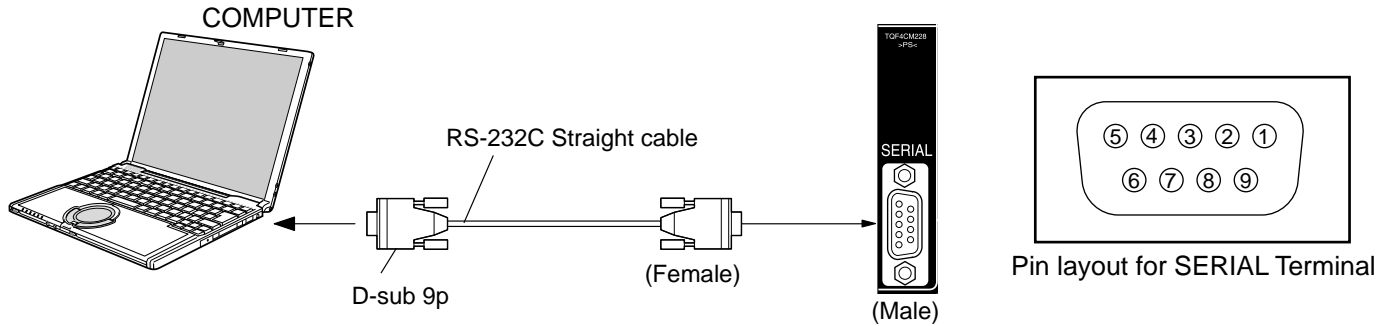 COMPUTER
RS-232C Straight cable
D-sub 9p
(Female)
TQF4CM228
>PS<
SERIAL
(Male)
5 4 3 2 1
6 7 8 9
Pin layout for SERIAL Terminal